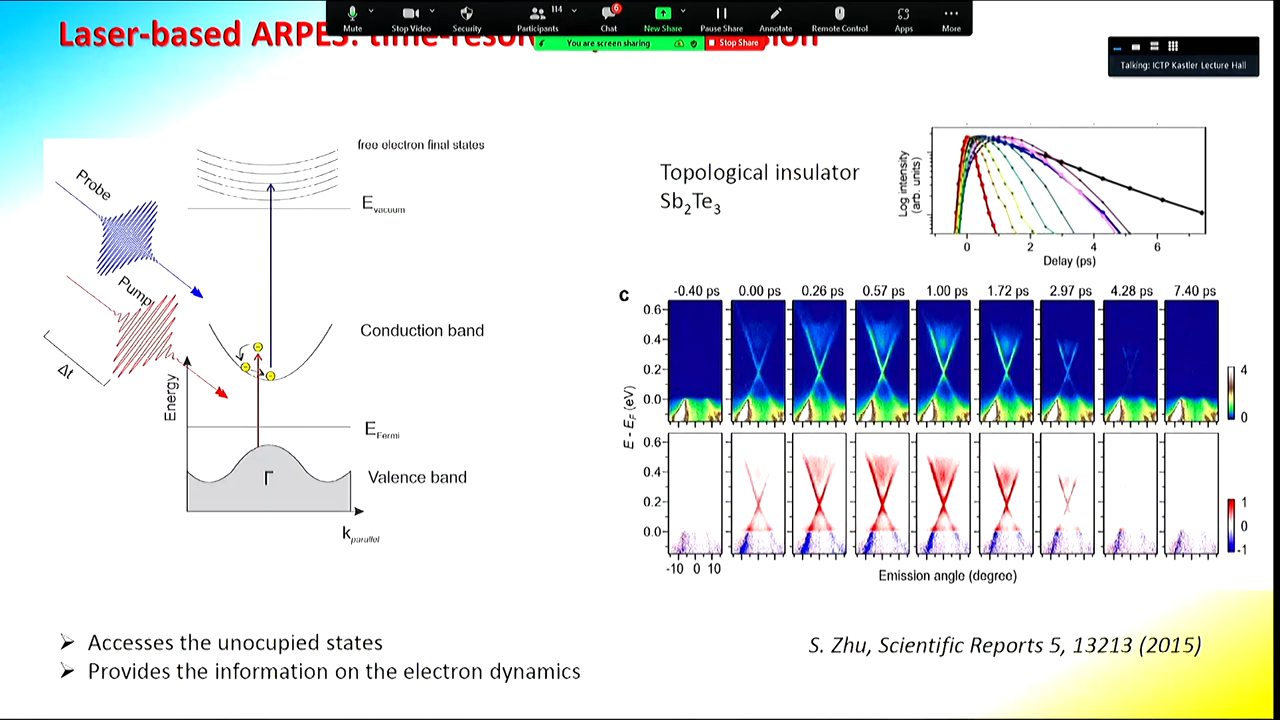 Laser-based ARPES: time-reso
Mute
Stop Video
Security
Participants
114
Chat
6
New Share
Pause Share
Annotate
Remote Control
Apps
More
You are screen sharing
Stop Share
Talking: ICTP Kastler Lecture Hall
free electron final states
Evacuum
Probe
Pump
Δt
Conduction band
Energy
EFermi
Γ
Valence band
kparallel
Topological insulator
Sb2Te3
Log intensity
(arb. units)
0 2 4 6
Delay (ps)
c
-0.40 ps 0.00 ps 0.26 ps 0.57 ps 1.00 ps 1.72 ps 2.97 ps 4.28 ps 7.40 ps
0.6
0.4
0.2
0.0
4
0
E - EF (eV)
0.6
0.4
0.2
0.0
1
0
-1
-10 0 10
Emission angle (degree)
➢ Accesses the unocupied states
➢ Provides the information on the electron dynamics
S. Zhu, Scientific Reports 5, 13213 (2015)